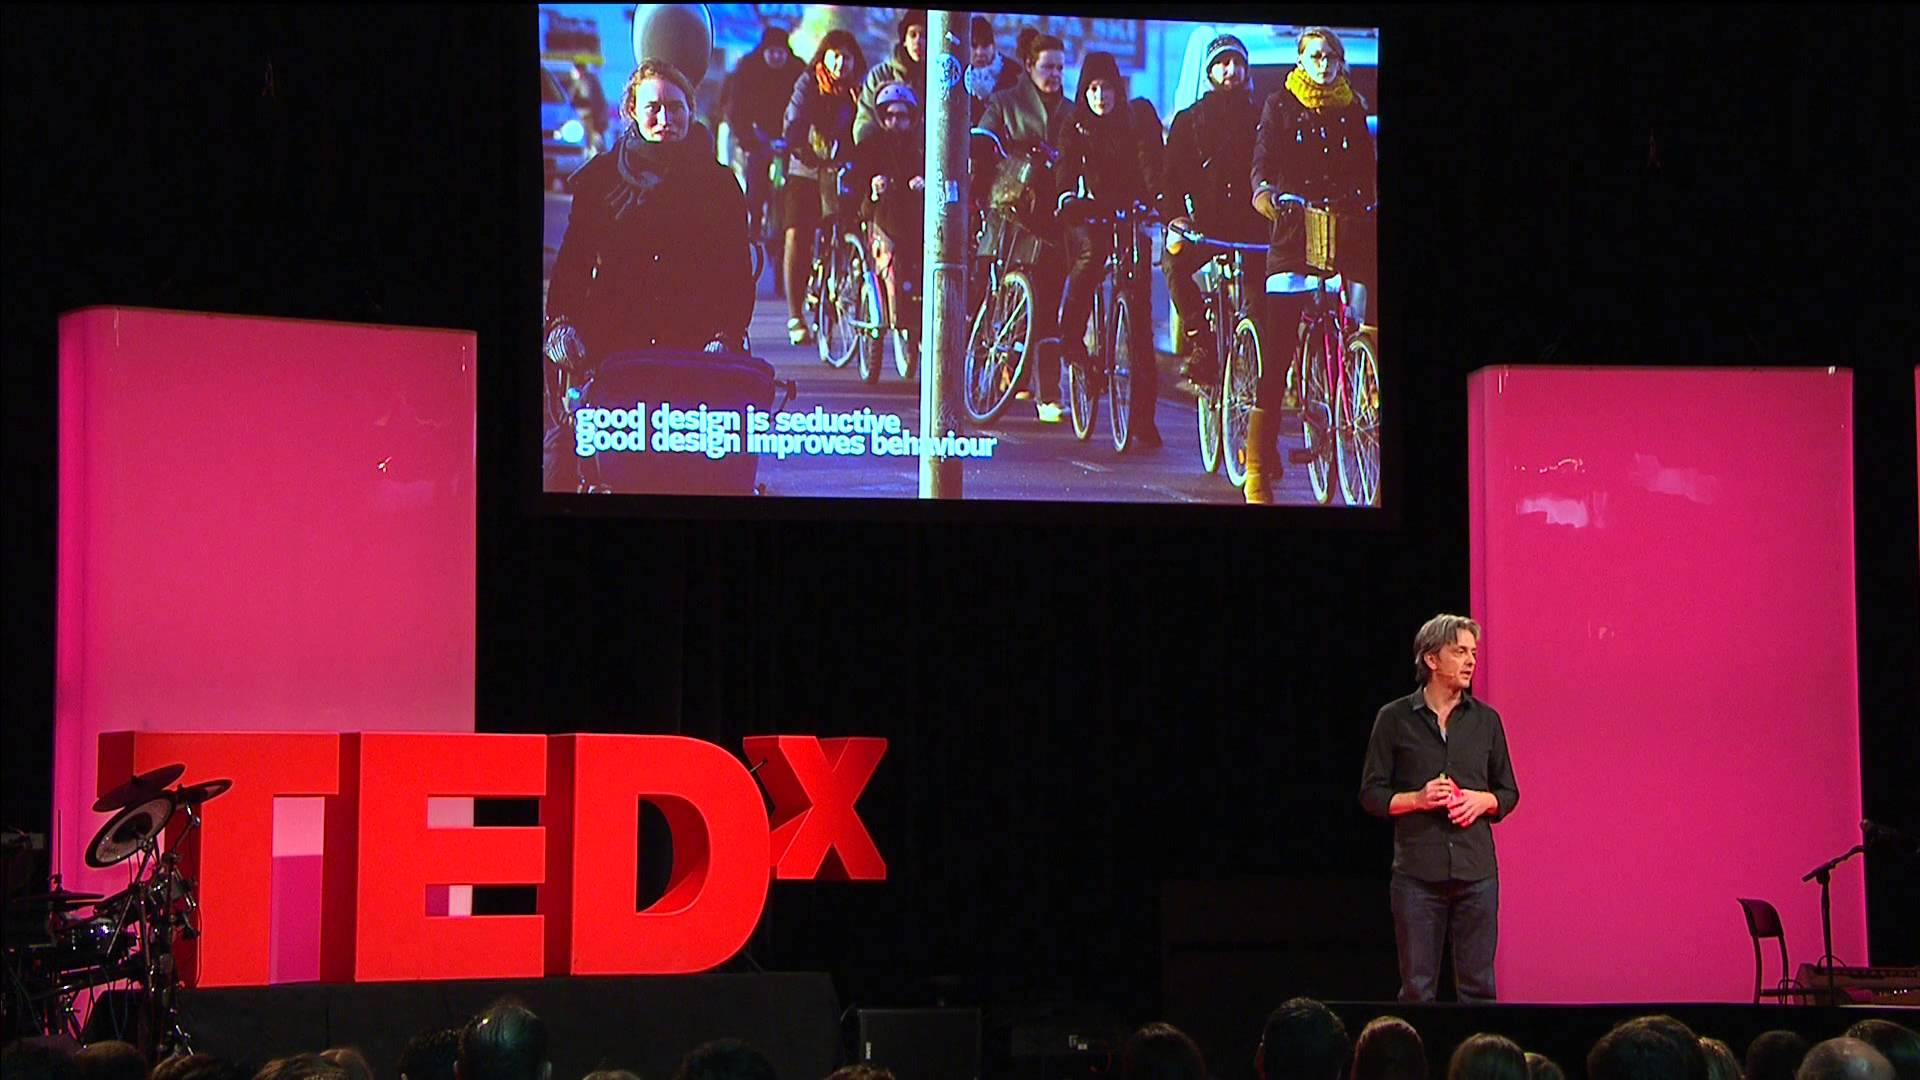 good design is seductive
good design improves behaviour
TEDx